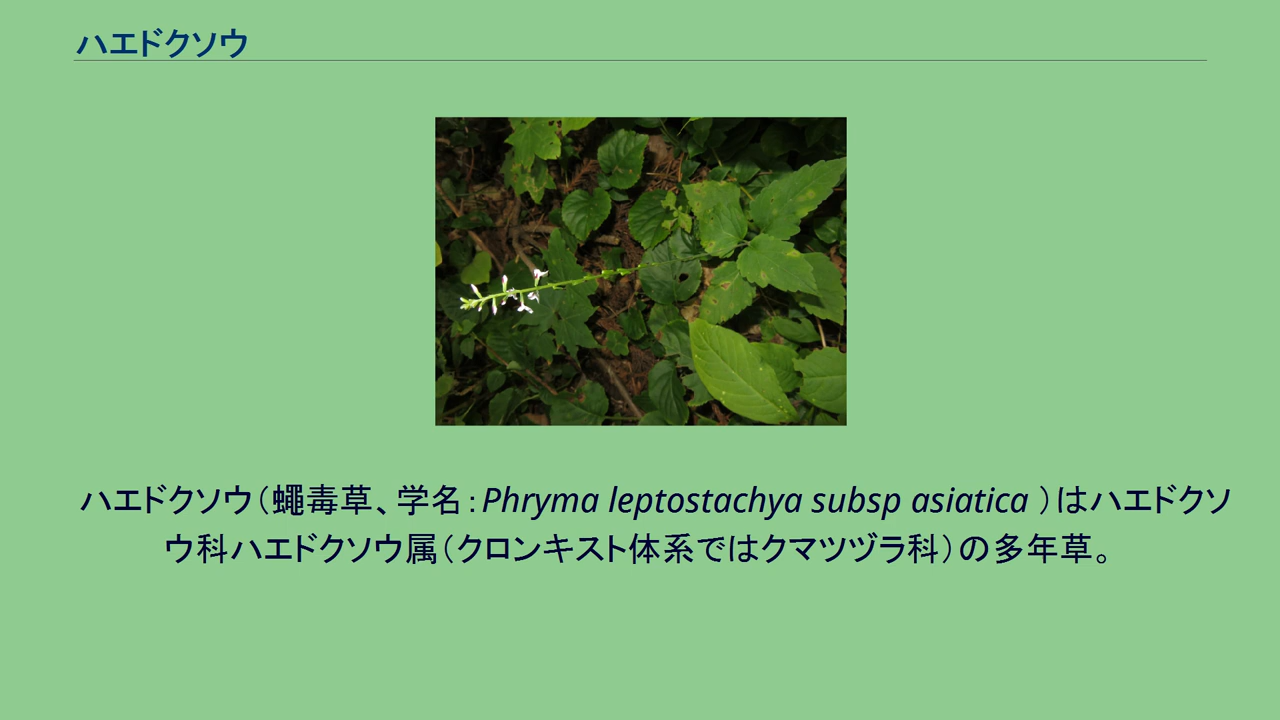 ハエドクソウ
ハエドクソウ（蠅毒草、学名：Phryma leptostachya subsp asiatica ）はハエドクソ
ウ科ハエドクソウ属（クロンキスト体系ではクマツヅラ科）の多年草。